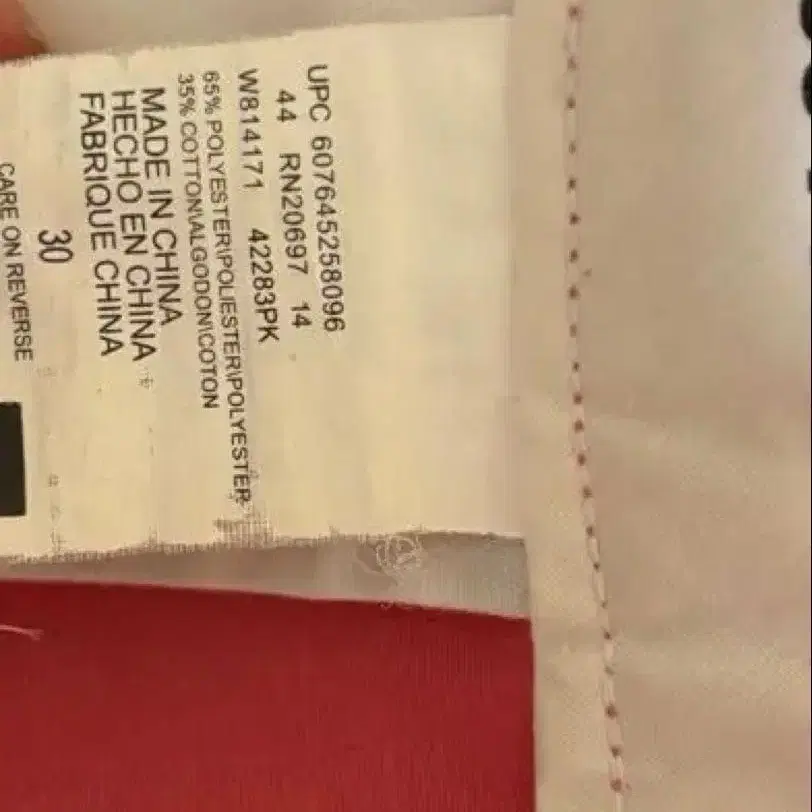 UPC 607645258096
44 RN20697 14
W814171 42283PK
65% POLYESTER\POLIESTER\POLYESTER
35% COTTON\ALGODON\COTON
MADE IN CHINA
HECHO EN CHINA
FABRIQUE CHINA
30
CARE ON REVERSE